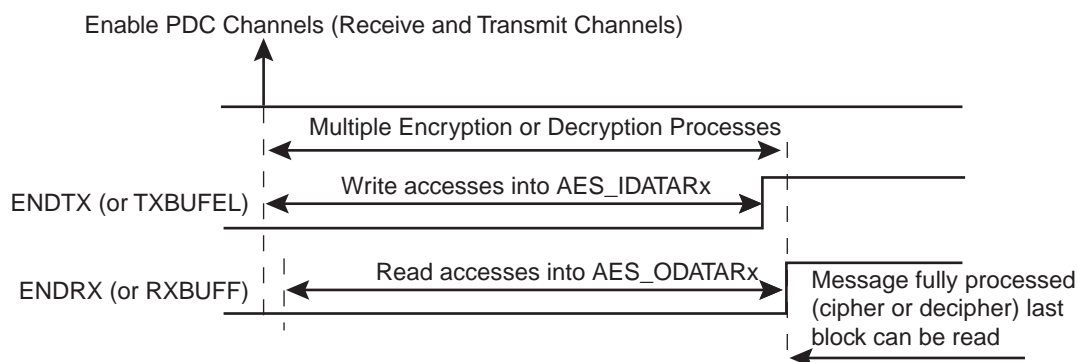 Enable PDC Channels (Receive and Transmit Channels)
Multiple Encryption or Decryption Processes
Write accesses into AES_IDATARx
ENDTX (or TXBUFEL)
Read accesses into AES_ODATARx
ENDRX (or RXBUFF)
Message fully processed
(cipher or decipher) last
block can be read